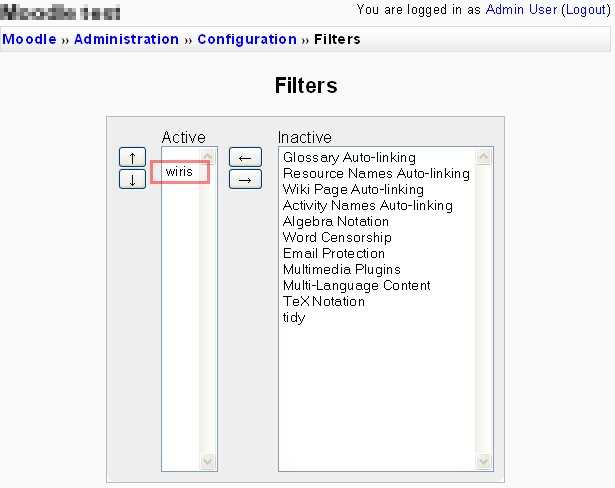 Moodle test
You are logged in as Admin User (Logout)
Moodle ›› Administration ›› Configuration ›› Filters
Filters
Active
Inactive
↑
↓
wiris
←
→
Glossary Auto-linking
Resource Names Auto-linking
Wiki Page Auto-linking
Activity Names Auto-linking
Algebra Notation
Word Censorship
Email Protection
Multimedia Plugins
Multi-Language Content
TeX Notation
tidy